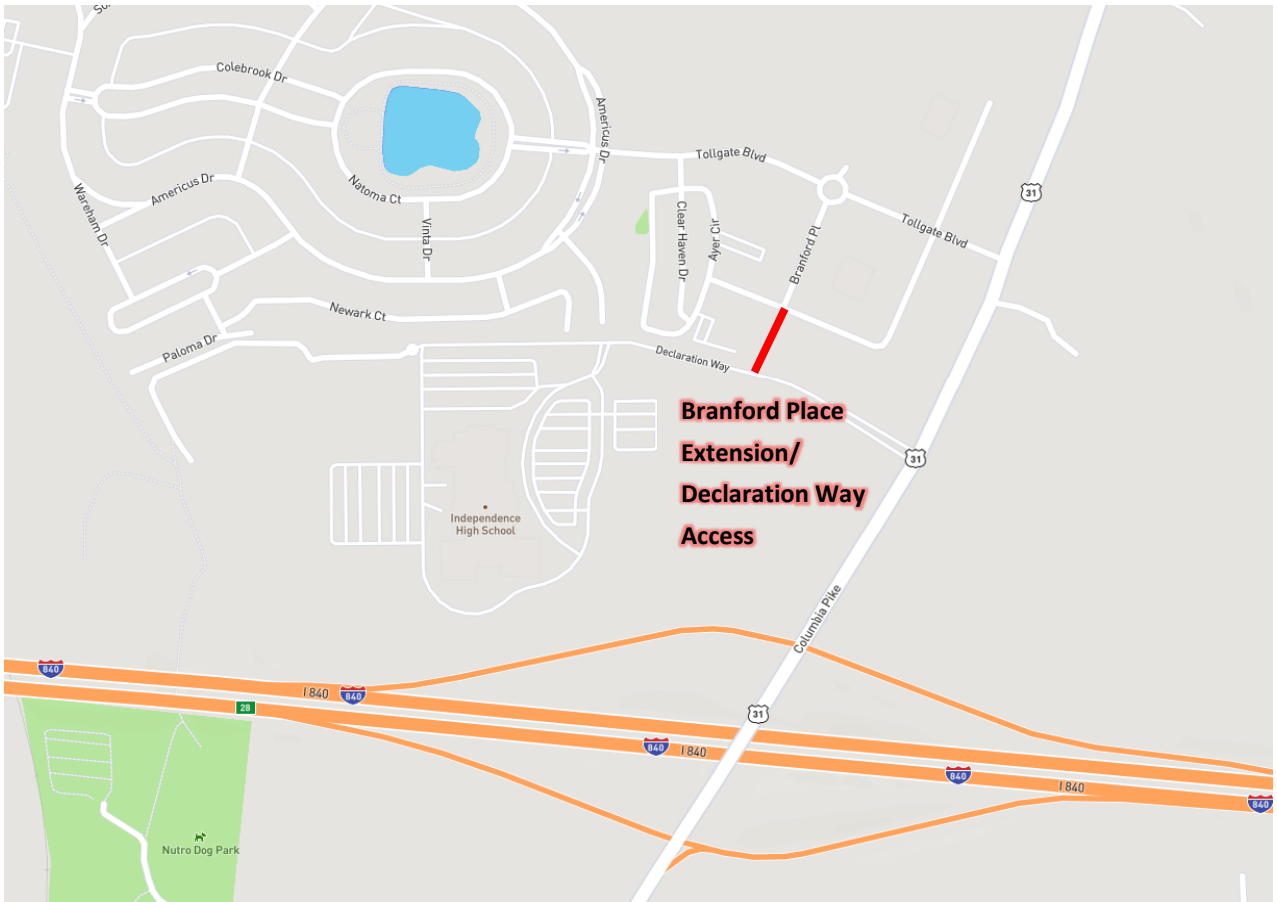 Colebrook Dr
Americus Dr
Tollgate Blvd
31
Americus Dr
Natoma Ct
Wareham Dr
Clear Haven Dr
Ayer Cir
Vinta Dr
Branford Pl
Tollgate Blvd
Newark Ct
Paloma Dr
Declaration Way
Branford Place
Extension/
Declaration Way
Access
31
Independence
High School
Columbia Pike
840
I 840
840
28
31
840
I 840
840
I 840
840
Nutro Dog Park